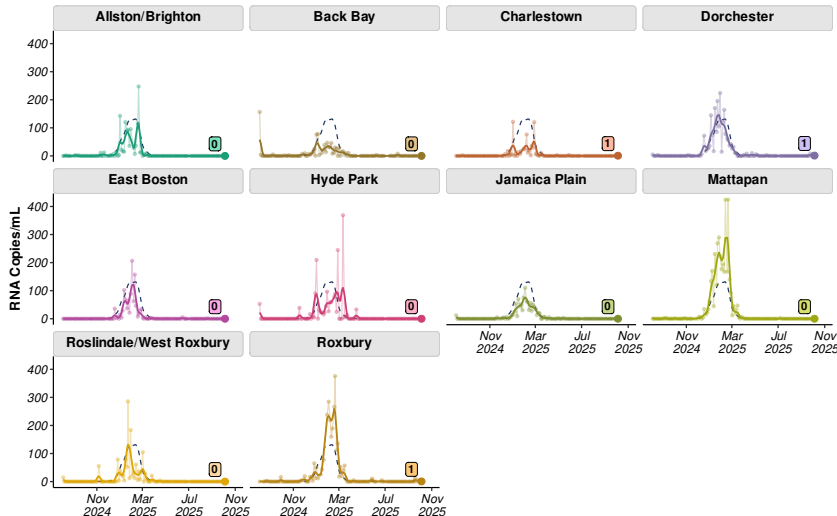 Allston/Brighton
Back Bay
Charlestown
Dorchester
400
300
200
100
0
0
0
1
1
East Boston
Hyde Park
Jamaica Plain
Mattapan
RNA Copies/mL
400
300
200
100
0
0
0
0
0
Nov
2024
Mar
2025
Jul
2025
Nov
2025
Nov
2024
Mar
2025
Jul
2025
Nov
2025
Roslindale/West Roxbury
Roxbury
400
300
200
100
0
0
1
Nov
2024
Mar
2025
Jul
2025
Nov
2025
Nov
2024
Mar
2025
Jul
2025
Nov
2025